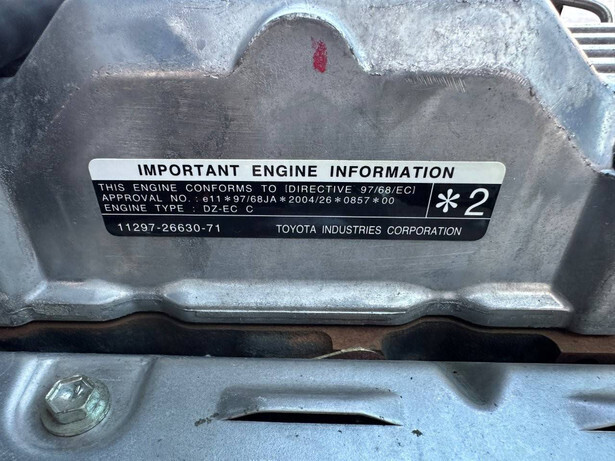 IMPORTANT ENGINE INFORMATION
THIS ENGINE CONFORMS TO [DIRECTIVE 97/68/EC]
APPROVAL NO. : e11*97/68JA*2004/26*0857*00
ENGINE TYPE : DZ-EC C
*2
11297-26630-71 TOYOTA INDUSTRIES CORPORATION